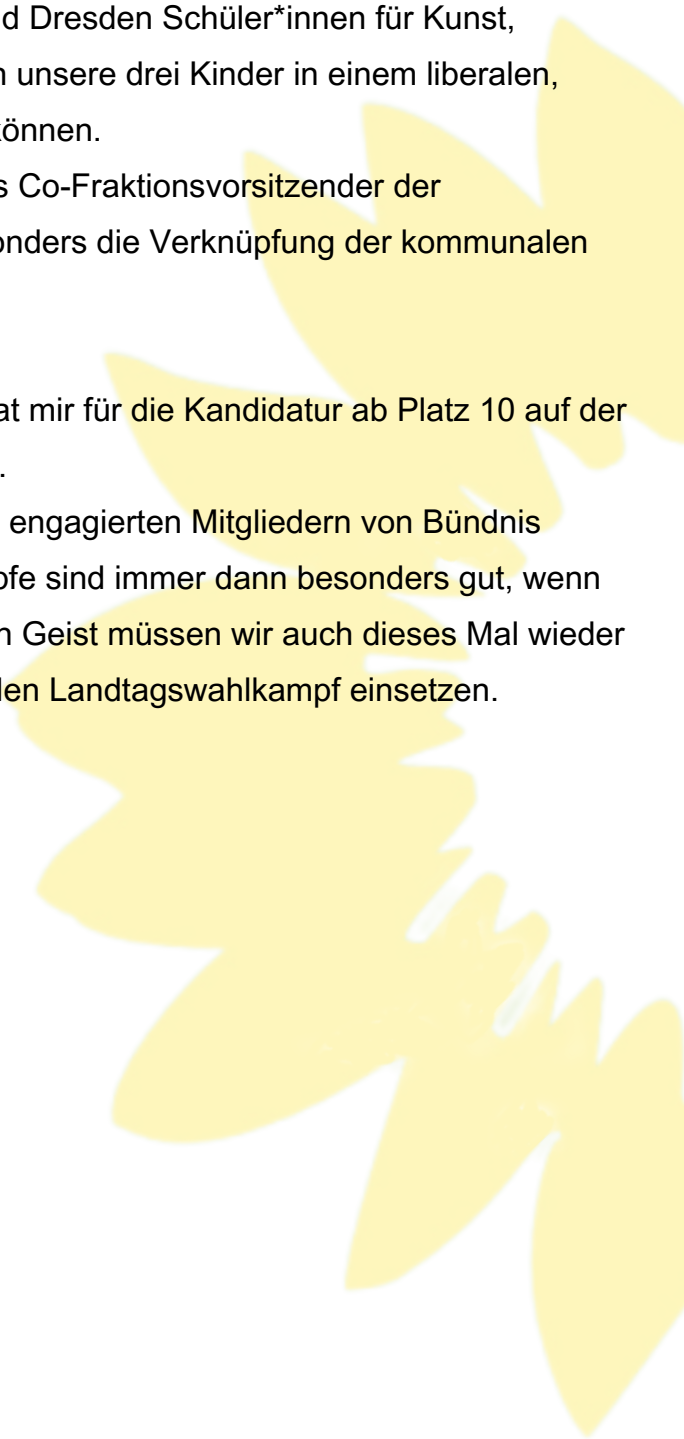 d Dresden Schüler*innen für Kunst,
n unsere drei Kinder in einem liberalen,
können.
s Co-Fraktionsvorsitzender der
onders die Verknüpfung der kommunalen
at mir für die Kandidatur ab Platz 10 auf der
.
engagierten Mitgliedern von Bündnis
pfe sind immer dann besonders gut, wenn
n Geist müssen wir auch dieses Mal wieder
den Landtagswahlkampf einsetzen.